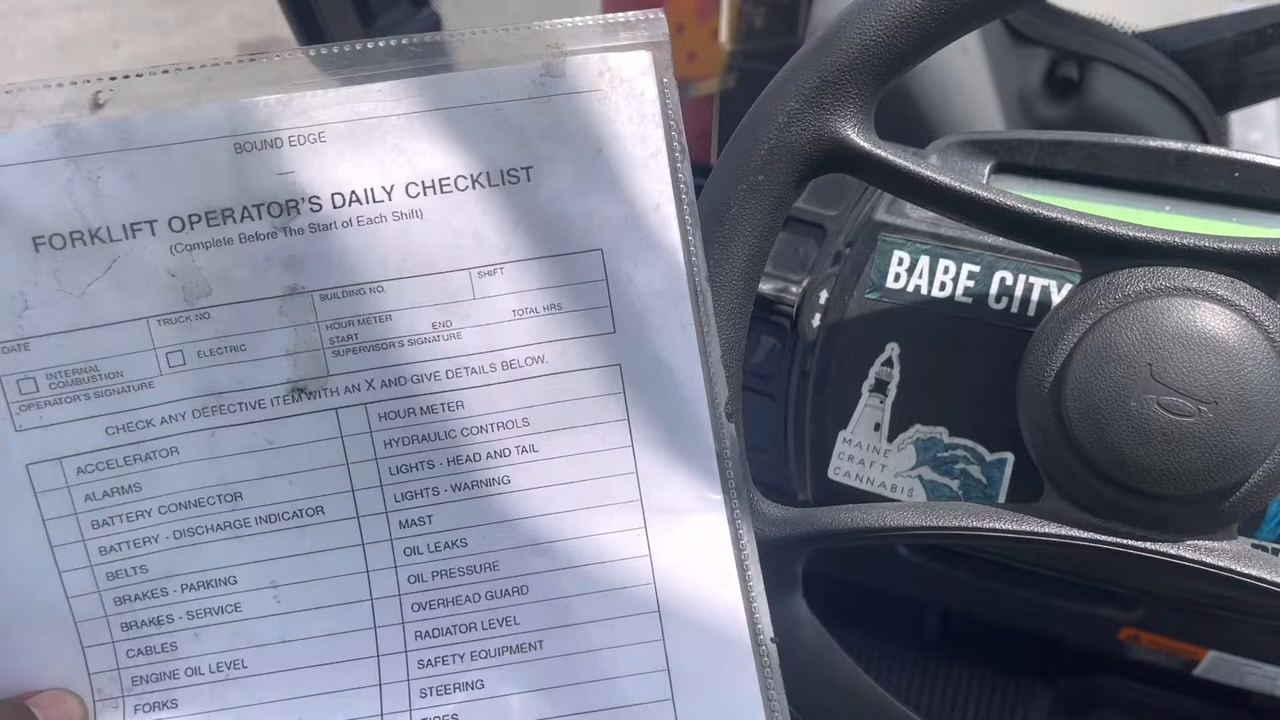 BOUND EDGE
FORKLIFT OPERATOR'S DAILY CHECKLIST
(Complete Before The Start of Each Shift)
DATE
TRUCK NO.
BUILDING NO.
SHIFT
INTERNAL
COMBUSTION
ELECTRIC
HOUR METER
START
END
TOTAL HRS
OPERATOR'S SIGNATURE
SUPERVISOR'S SIGNATURE
CHECK ANY DEFECTIVE ITEM WITH AN X AND GIVE DETAILS BELOW.
ACCELERATOR
ALARMS
BATTERY CONNECTOR
BATTERY - DISCHARGE INDICATOR
BELTS
BRAKES - PARKING
BRAKES - SERVICE
CABLES
ENGINE OIL LEVEL
FORKS
HOUR METER
HYDRAULIC CONTROLS
LIGHTS - HEAD AND TAIL
LIGHTS - WARNING
MAST
OIL LEAKS
OIL PRESSURE
OVERHEAD GUARD
RADIATOR LEVEL
SAFETY EQUIPMENT
STEERING
TIRES
BABE CITY
MAINE
CRAFT
CANNABIS